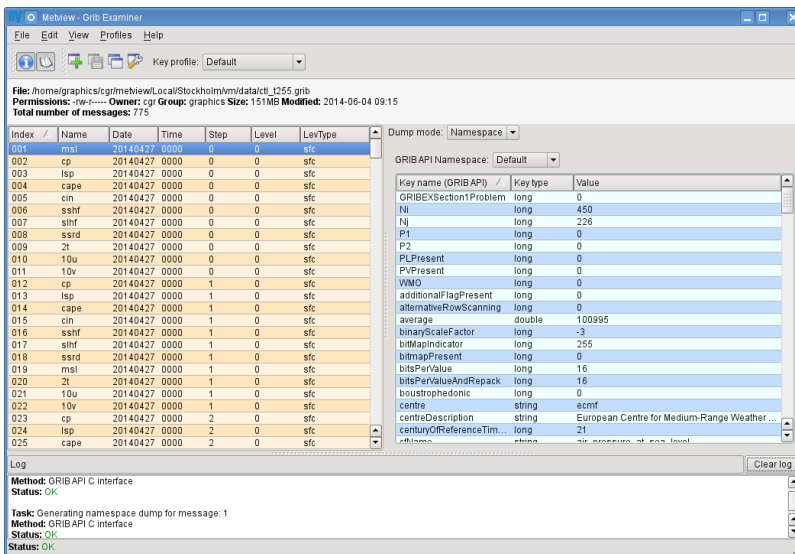 Metview - Grib Examiner
File Edit View Profiles Help
Key profile: Default
File: /home/graphics/cgr/metview/Local/Stockholm/vm/data/ctl_t255.grib
Permissions: -rw-r----- Owner: cgr Group: graphics Size: 151MB Modified: 2014-06-04 09:15
Total number of messages: 775
Index Name Date Time Step Level LevType
001 msl 20140427 0000 0 0 sfc
002 cp 20140427 0000 0 0 sfc
003 lsp 20140427 0000 0 0 sfc
004 cape 20140427 0000 0 0 sfc
005 cin 20140427 0000 0 0 sfc
006 sshf 20140427 0000 0 0 sfc
007 slhf 20140427 0000 0 0 sfc
008 ssrd 20140427 0000 0 0 sfc
009 2t 20140427 0000 0 0 sfc
010 10u 20140427 0000 0 0 sfc
011 10v 20140427 0000 0 0 sfc
012 cp 20140427 0000 1 0 sfc
013 lsp 20140427 0000 1 0 sfc
014 cape 20140427 0000 1 0 sfc
015 cin 20140427 0000 1 0 sfc
016 sshf 20140427 0000 1 0 sfc
017 slhf 20140427 0000 1 0 sfc
018 ssrd 20140427 0000 1 0 sfc
019 msl 20140427 0000 1 0 sfc
020 2t 20140427 0000 1 0 sfc
021 10u 20140427 0000 1 0 sfc
022 10v 20140427 0000 1 0 sfc
023 cp 20140427 0000 2 0 sfc
024 lsp 20140427 0000 2 0 sfc
025 cape 20140427 0000 2 0 sfc
Dump mode: Namespace
GRIB API Namespace: Default
Key name (GRIB API) Key type Value
GRIBEXSection1Problem long 0
Ni long 450
Nj long 226
P1 long 0
P2 long 0
PLPresent long 0
PVPresent long 0
WMO long 0
additionalFlagPresent long 0
alternativeRowScanning long 0
average double 100995
binaryScaleFactor long -3
bitMapIndicator long 255
bitmapPresent long 0
bitsPerValue long 16
bitsPerValueAndRepack long 16
boustrophedonic long 0
centre string ecmf
centreDescription string European Centre for Medium-Range Weather ...
centuryOfReferenceTim... long 21
cfName string air_pressure_at_sea_level
Log
Clear log
Method: GRIB API C interface
Status: OK
Task: Generating namespace dump for message: 1
Method: GRIB API C interface
Status: OK
Status: OK